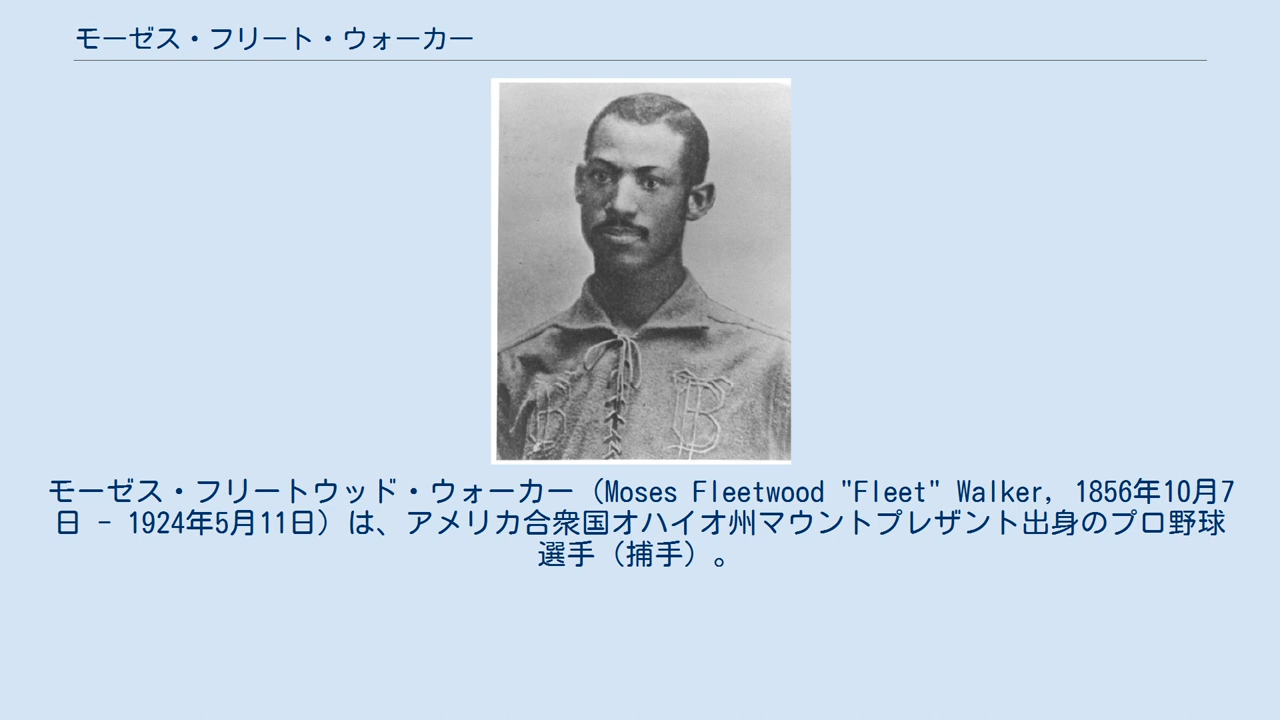 モーゼス・フリート・ウォーカー
モーゼス・フリートウッド・ウォーカー（Moses Fleetwood "Fleet" Walker, 1856年10月7
日 - 1924年5月11日）は、アメリカ合衆国オハイオ州マウントプレザント出身のプロ野球
選手（捕手）。